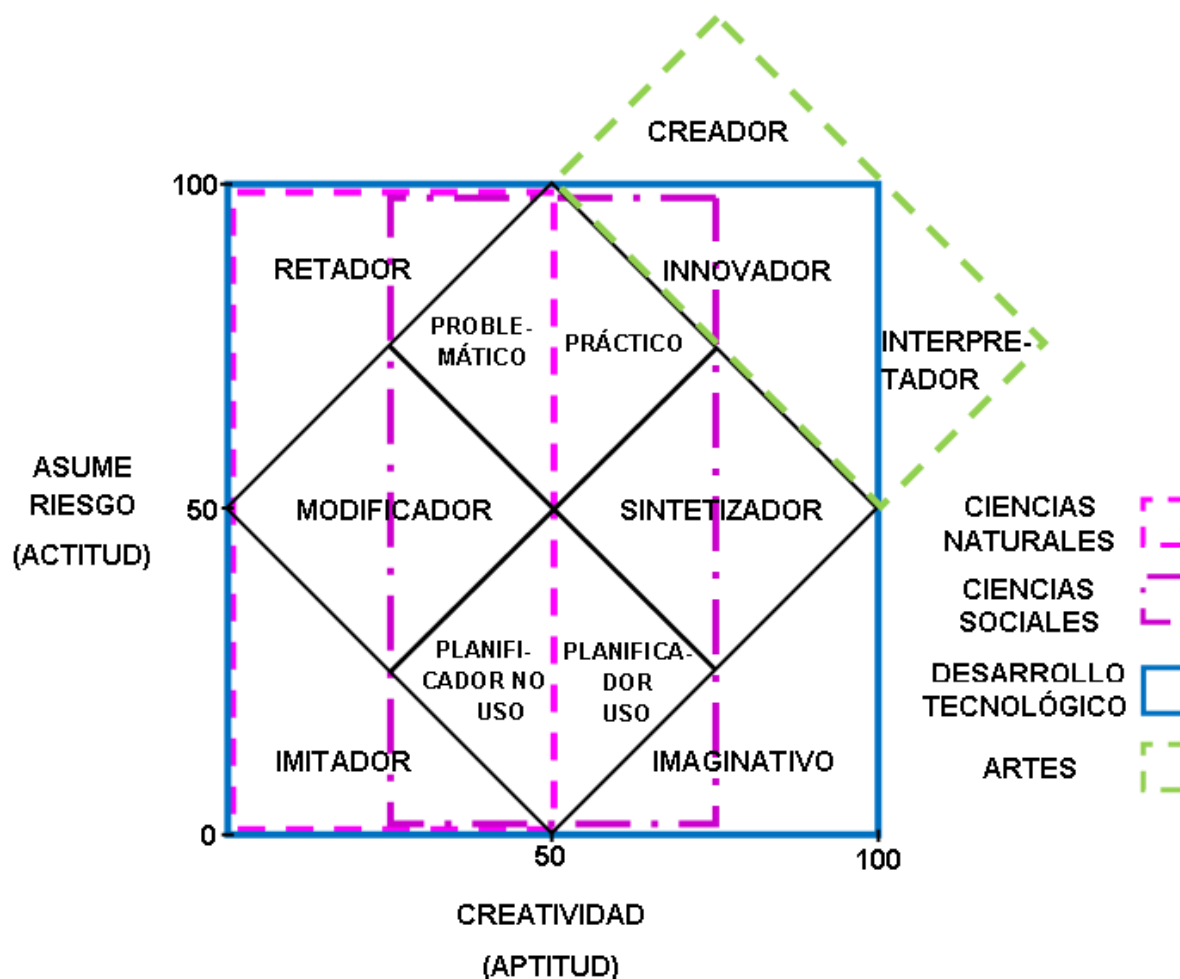 CREADOR
100
RETADOR
INNOVADOR
PROBLE-
MÁTICO
PRÁCTICO
INTERPRE-
TADOR
ASUME
RIESGO
(ACTITUD)
50
MODIFICADOR
SINTETIZADOR
PLANIFI-
CADOR NO
USO
PLANIFICA-
DOR
USO
IMITADOR
IMAGINATIVO
0
50
100
CREATIVIDAD
(APTITUD)
CIENCIAS
NATURALES
CIENCIAS
SOCIALES
DESARROLLO
TECNOLÓGICO
ARTES